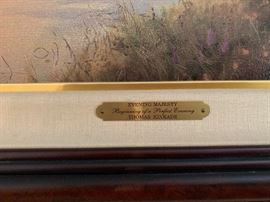 EVENING MAJESTY
Beginning of a Perfect Evening
THOMAS KINKADE